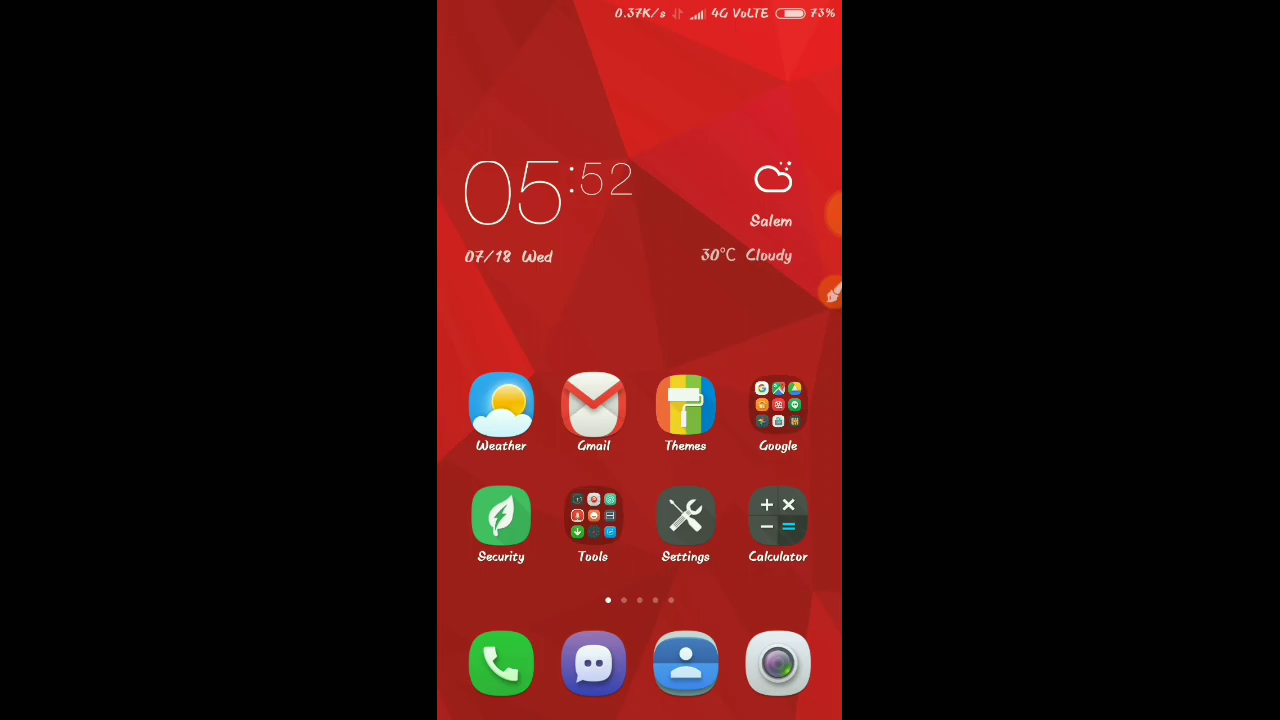 0.37K/s 4G VoLTE 73%
05:52
Salem
07/18 Wed
30°C Cloudy
Weather Gmail Themes Google
Security Tools Settings Calculator